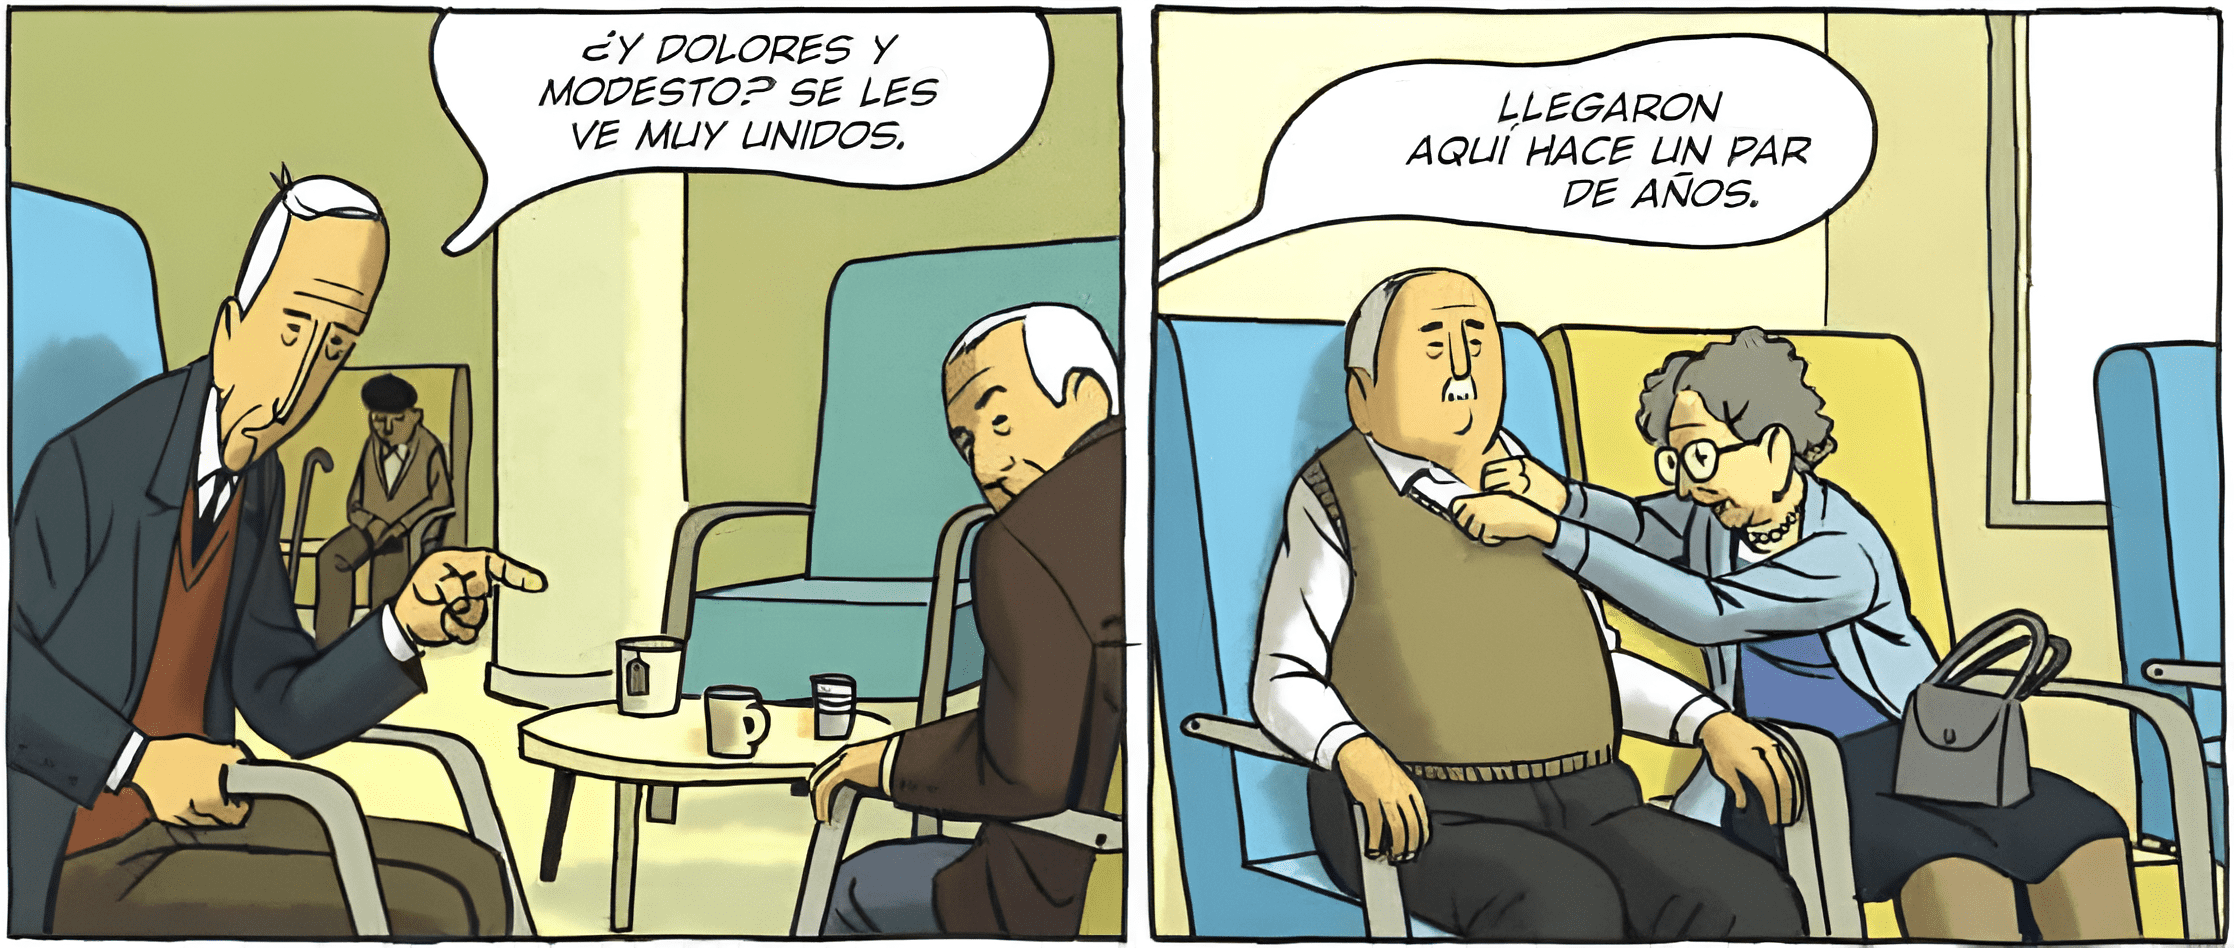 ¿Y DOLORES Y
MODESTO? SE LES
VE MUY UNIDOS.
LLEGARON
AQUÍ HACE UN PAR
DE AÑOS.